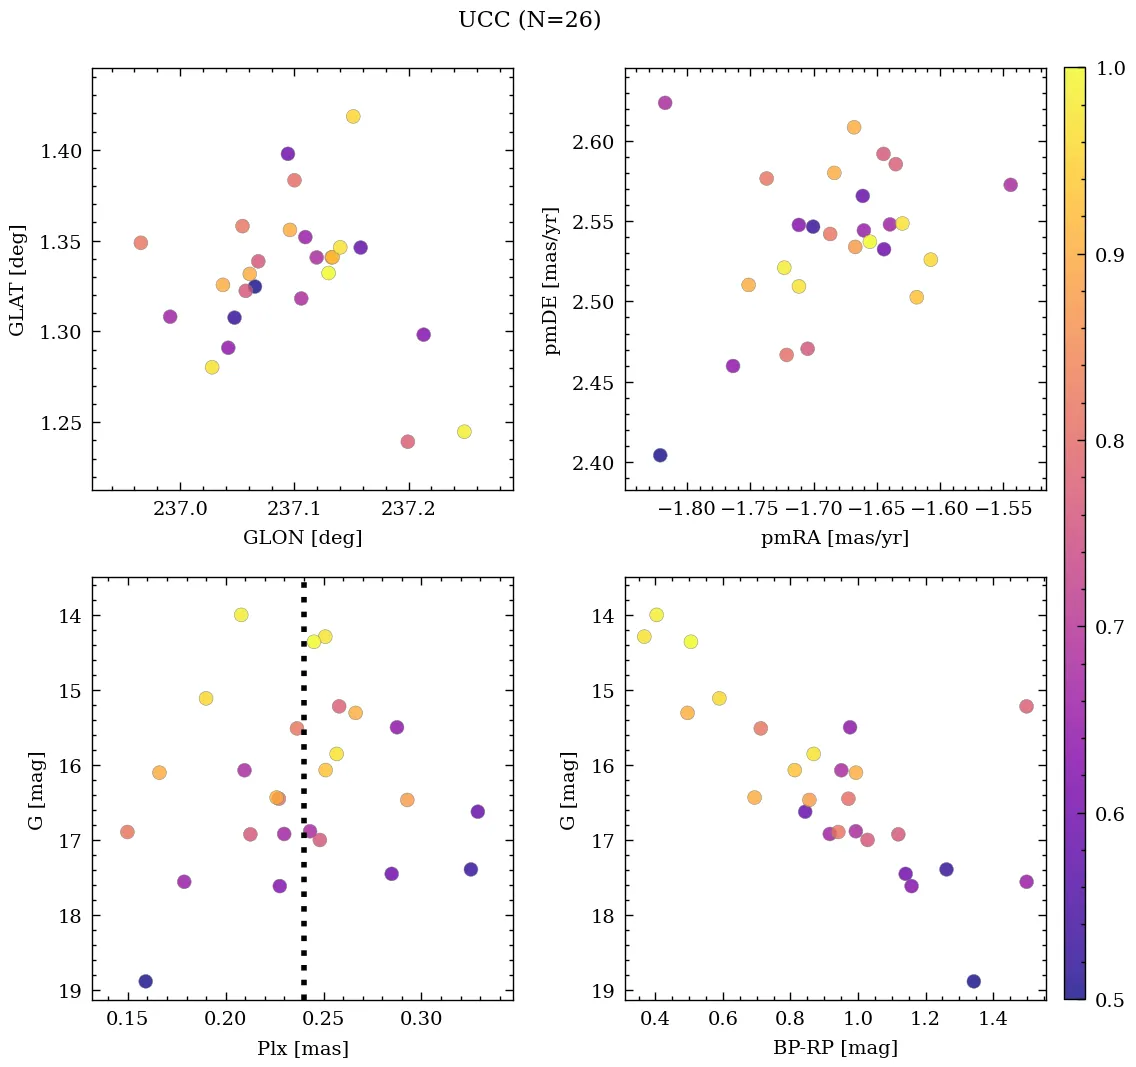 UCC (N=26)
1.40
1.35
1.30
1.25
GLAT [deg]
237.0 237.1 237.2
GLON [deg]
2.60
2.55
2.50
2.45
2.40
pmDE [mas/yr]
−1.80 −1.75 −1.70 −1.65 −1.60 −1.55
pmRA [mas/yr]
14
15
16
17
18
19
G [mag]
0.15 0.20 0.25 0.30
Plx [mas]
14
15
16
17
18
19
G [mag]
0.4 0.6 0.8 1.0 1.2 1.4
BP-RP [mag]
1.0
0.9
0.8
0.7
0.6
0.5